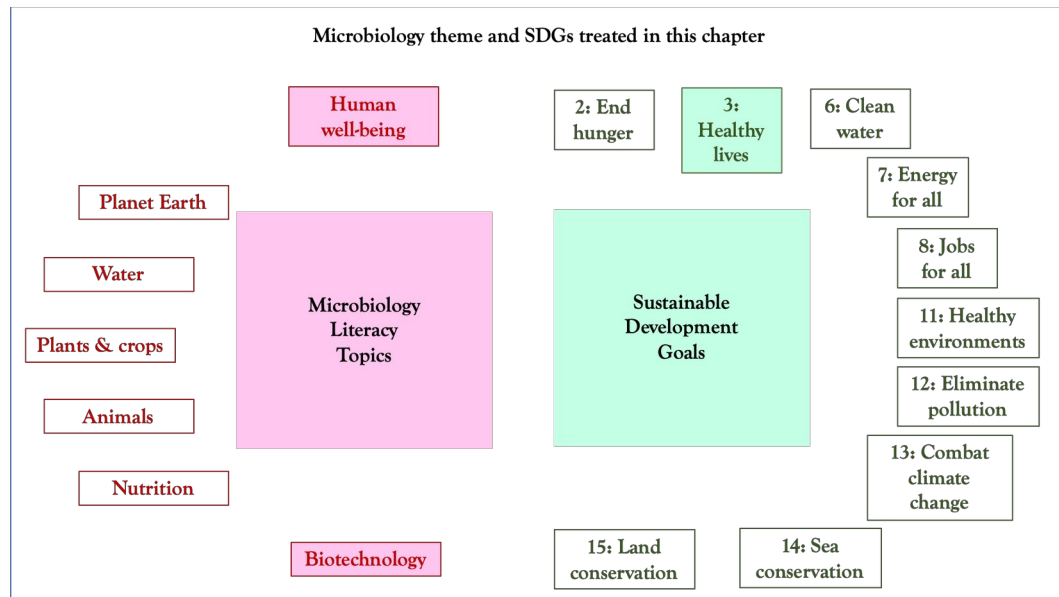 Microbiology theme and SDGs treated in this chapter
Human
well-being
Planet Earth
Water
Plants & crops
Animals
Nutrition
Biotechnology
Microbiology
Literacy
Topics
Sustainable
Development
Goals
2: End
hunger
3:
Healthy
lives
6: Clean
water
7: Energy
for all
8: Jobs
for all
11: Healthy
environments
12: Eliminate
pollution
13: Combat
climate
change
14: Sea
conservation
15: Land
conservation